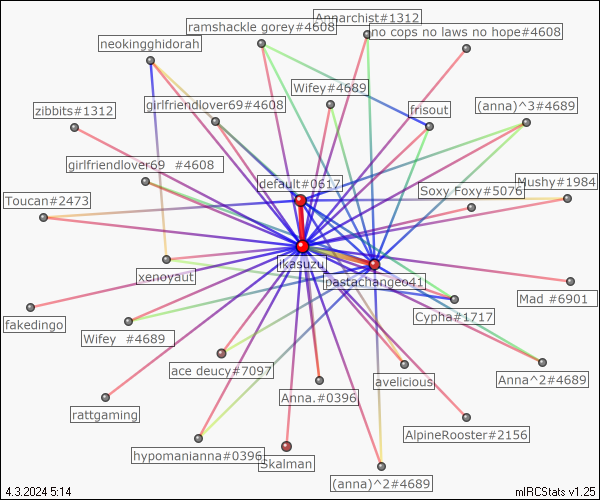 Annarchist#1312
ramshackle gorey#4608
no cops no laws no hope#4608
neokingghidorah
Wifey#4689
girlfriendlover69#4608
(anna)^3#4689
zibbits#1312
frisout
girlfriendlover69 #4608
default#0617
Mushy#1984
Soxy Foxy#5076
Toucan#2473
ikasuzu
xenoyaut
pastachangeo41
Mad #6901
Cypha#1717
fakedingo
Wifey #4689
ace deucy#7097
Anna^2#4689
avelicious
Anna.#0396
rattgaming
AlpineRooster#2156
hypomanianna#0396
Skalman
(anna)^2#4689
4.3.2024 5:14
mIRCStats v1.25